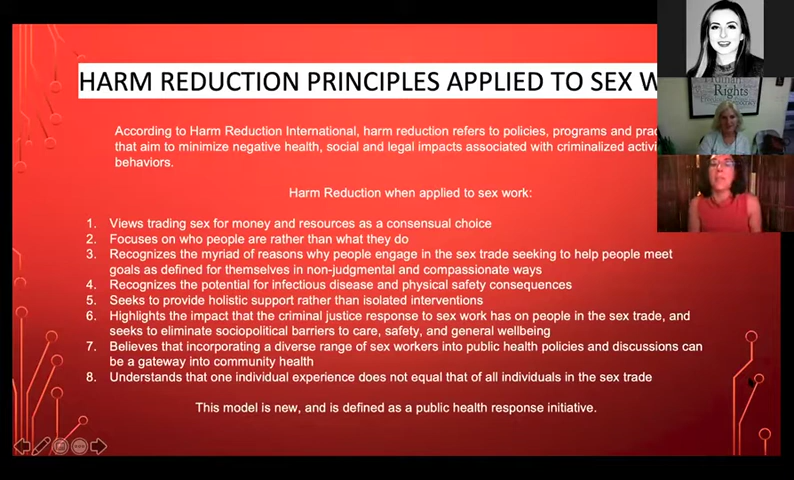 HARM REDUCTION PRINCIPLES APPLIED TO SEX W
According to Harm Reduction International, harm reduction refers to policies, programs and prac
that aim to minimize negative health, social and legal impacts associated with criminalized activi
behaviors.
Harm Reduction when applied to sex work:
1. Views trading sex for money and resources as a consensual choice
2. Focuses on who people are rather than what they do
3. Recognizes the myriad of reasons why people engage in the sex trade seeking to help people meet
goals as defined for themselves in non-judgmental and compassionate ways
4. Recognizes the potential for infectious disease and physical safety consequences
5. Seeks to provide holistic support rather than isolated interventions
6. Highlights the impact that the criminal justice response to sex work has on people in the sex trade, and
seeks to eliminate sociopolitical barriers to care, safety, and general wellbeing
7. Believes that incorporating a diverse range of sex workers into public health policies and discussions can
be a gateway into community health
8. Understands that one individual experience does not equal that of all individuals in the sex trade
This model is new, and is defined as a public health response initiative.
Human
Rights